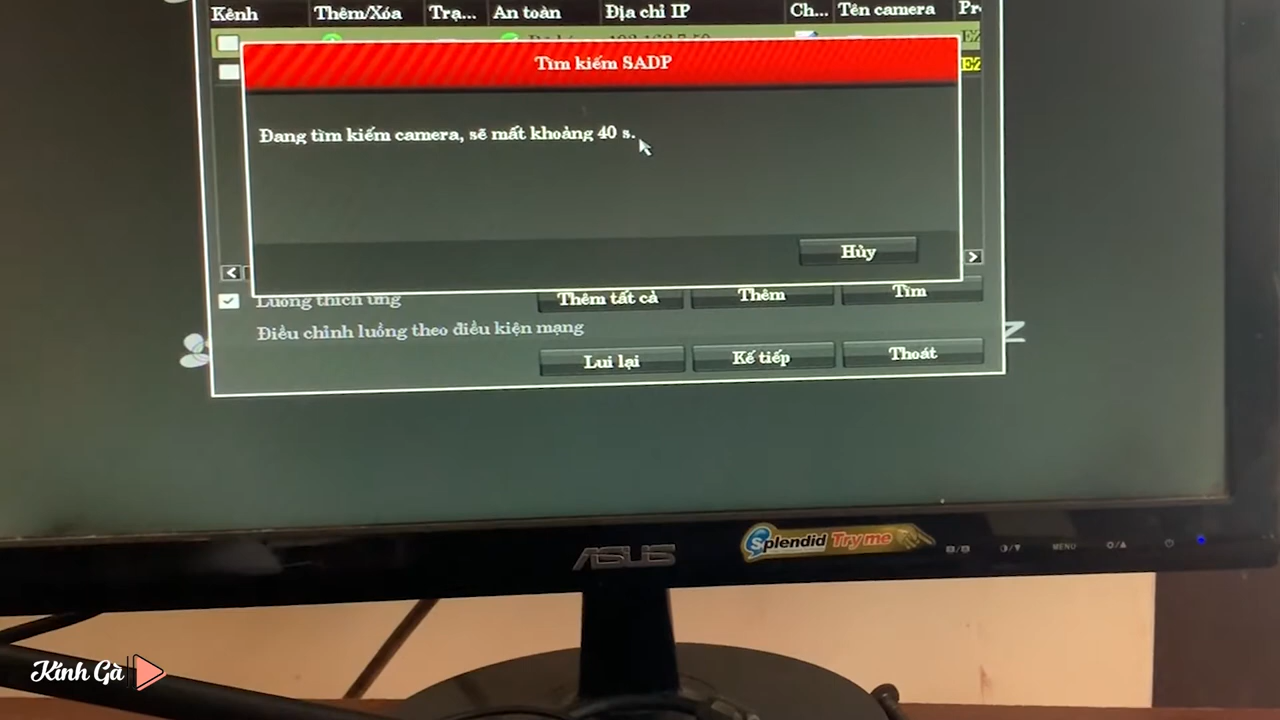 Kênh Thêm/Xóa Trạ... An toàn Địa chỉ IP Ch... Tên camera
Tìm kiếm SADP
Đang tìm kiếm camera, sẽ mất khoảng 40 s.
Hủy
Luồng thích ứng
Thêm tất cả Thêm Tìm
Điều chỉnh luồng theo điều kiện mạng
Lui lại Kế tiếp Thoát
Z
ASUS
Splendid Try me
MENU
Kính Gà